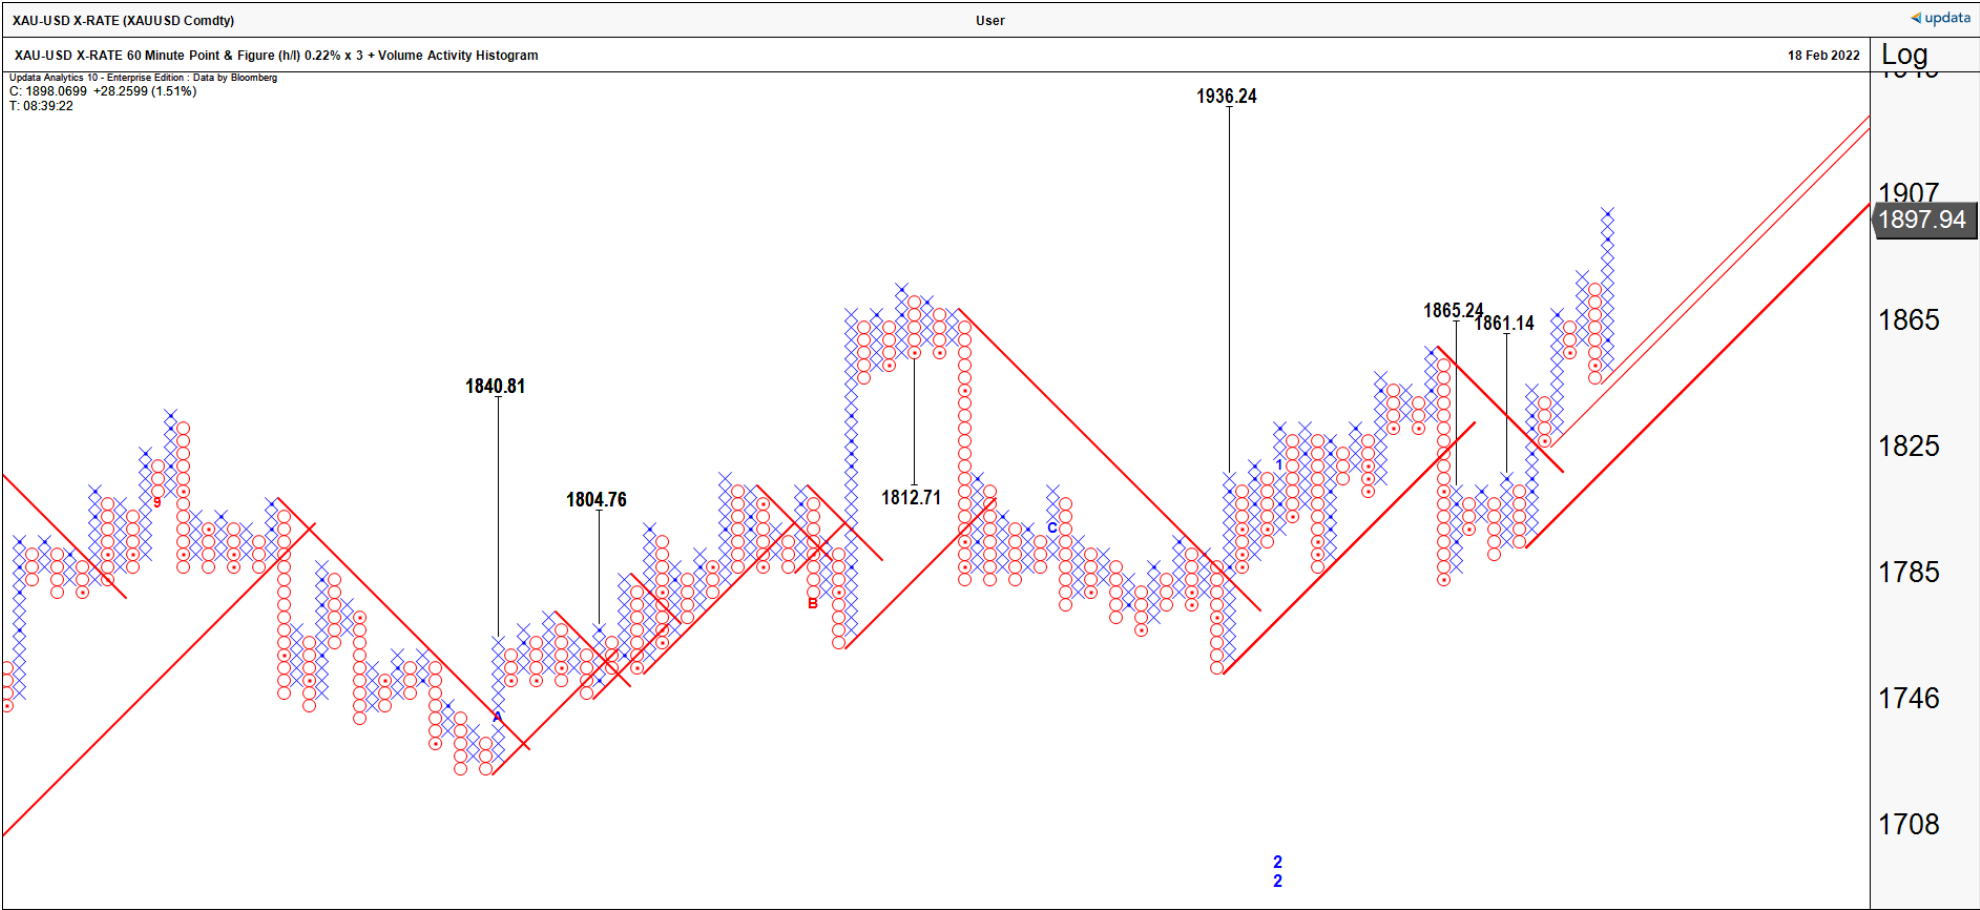 XAU-USD X-RATE (XAUUSD Comdty)
User
updata
XAU-USD X-RATE 60 Minute Point & Figure (h/l) 0.22% x 3 + Volume Activity Histogram
18 Feb 2022
Log
Updata Analytics 10 - Enterprise Edition : Data by Bloomberg
C: 1898.0699 +28.2599 (1.51%)
T: 08:39:22
1936.24
1907
1897.94
1865.24
1861.14
1865
1840.81
1825
1804.76
1812.71
9
1
C
1785
B
A
1746
1708
2
2